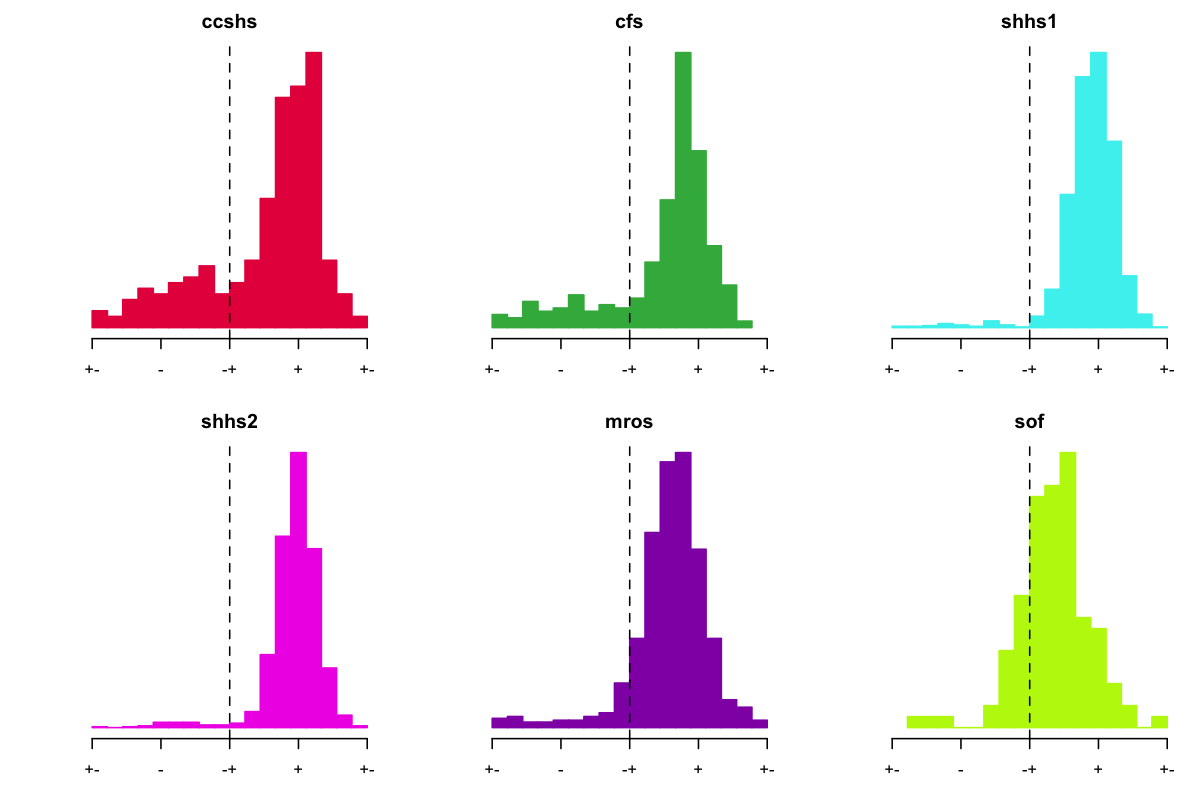 ccshs cfs shhs1
+- - -+ + +- +- - -+ + +- +- - -+ + +-
shhs2 mros sof
+- - -+ + +- +- - -+ + +- +- - -+ + +-